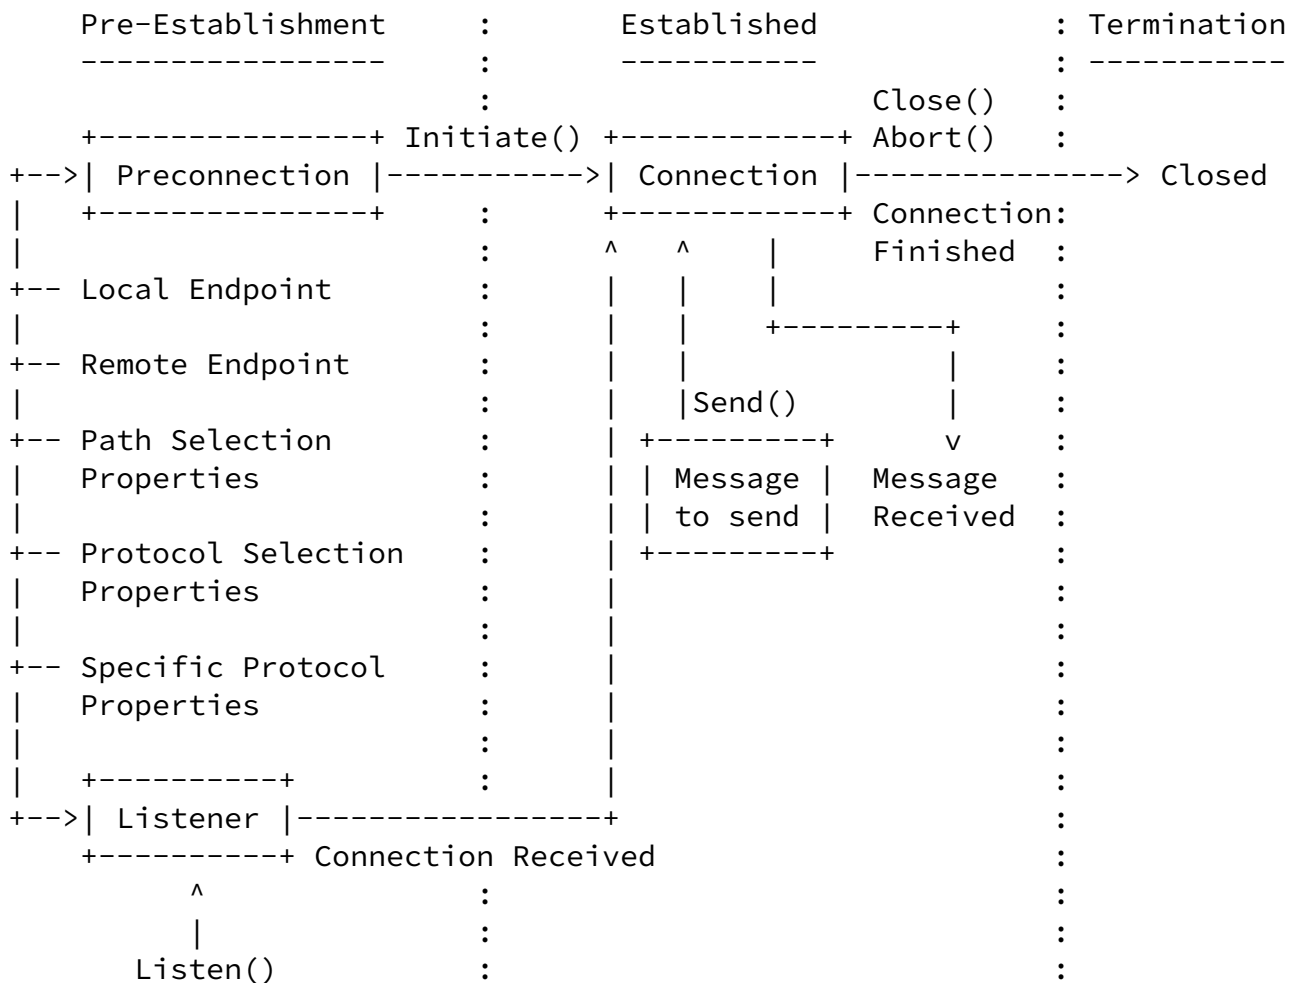 Pre-Establishment     :       Established             : Termination
     -----------------     :       -----------             : -----------
                           :                     Close()   :
     +---------------+ Initiate() +------------+ Abort()   :
 +-->| Preconnection |----------->| Connection |---------------> Closed
 |   +---------------+     :      +------------+ Connection:
 |                         :      ^   ^    |     Finished  :
 +-- Local Endpoint        :      |   |    |               :
 |                         :      |   |    +---------+     :
 +-- Remote Endpoint       :      |   |              |     :
 |                         :      |   |Send()        |     :
 +-- Path Selection        :      | +---------+      v     :
 |   Properties            :      | | Message |  Message   :
 |                         :      | | to send |  Received  :
 +-- Protocol Selection    :      | +---------+            :
 |   Properties            :      |                        :
 |                         :      |                        :
 +-- Specific Protocol     :      |                        :
 |   Properties            :      |                        :
 |                         :      |                        :
 |   +----------+          :      |                        :
 +-->| Listener |-----------------+                        :
     +----------+ Connection Received                      :
           ^               :                               :
           |               :                               :
        Listen()           :                               :